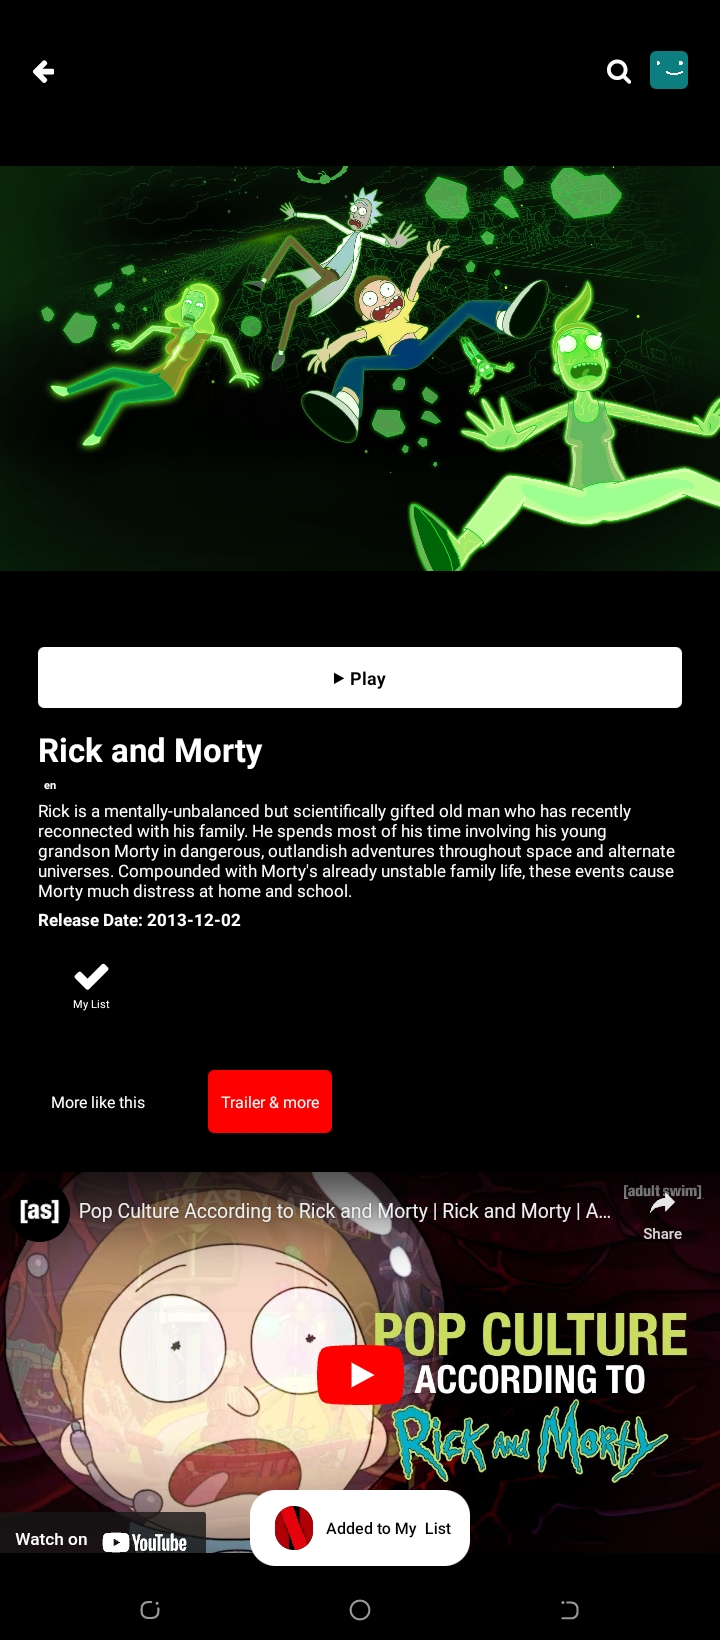 ▶ Play
Rick and Morty
en
Rick is a mentally-unbalanced but scientifically gifted old man who has recently
reconnected with his family. He spends most of his time involving his young
grandson Morty in dangerous, outlandish adventures throughout space and alternate
universes. Compounded with Morty's already unstable family life, these events cause
Morty much distress at home and school.
Release Date: 2013-12-02
My List
More like this
Trailer & more
[as]
Pop Culture According to Rick and Morty | Rick and Morty | A...
[adult swim]
Share
POP CULTURE
ACCORDING TO
Rick and Morty
Watch on YouTube
Added to My List